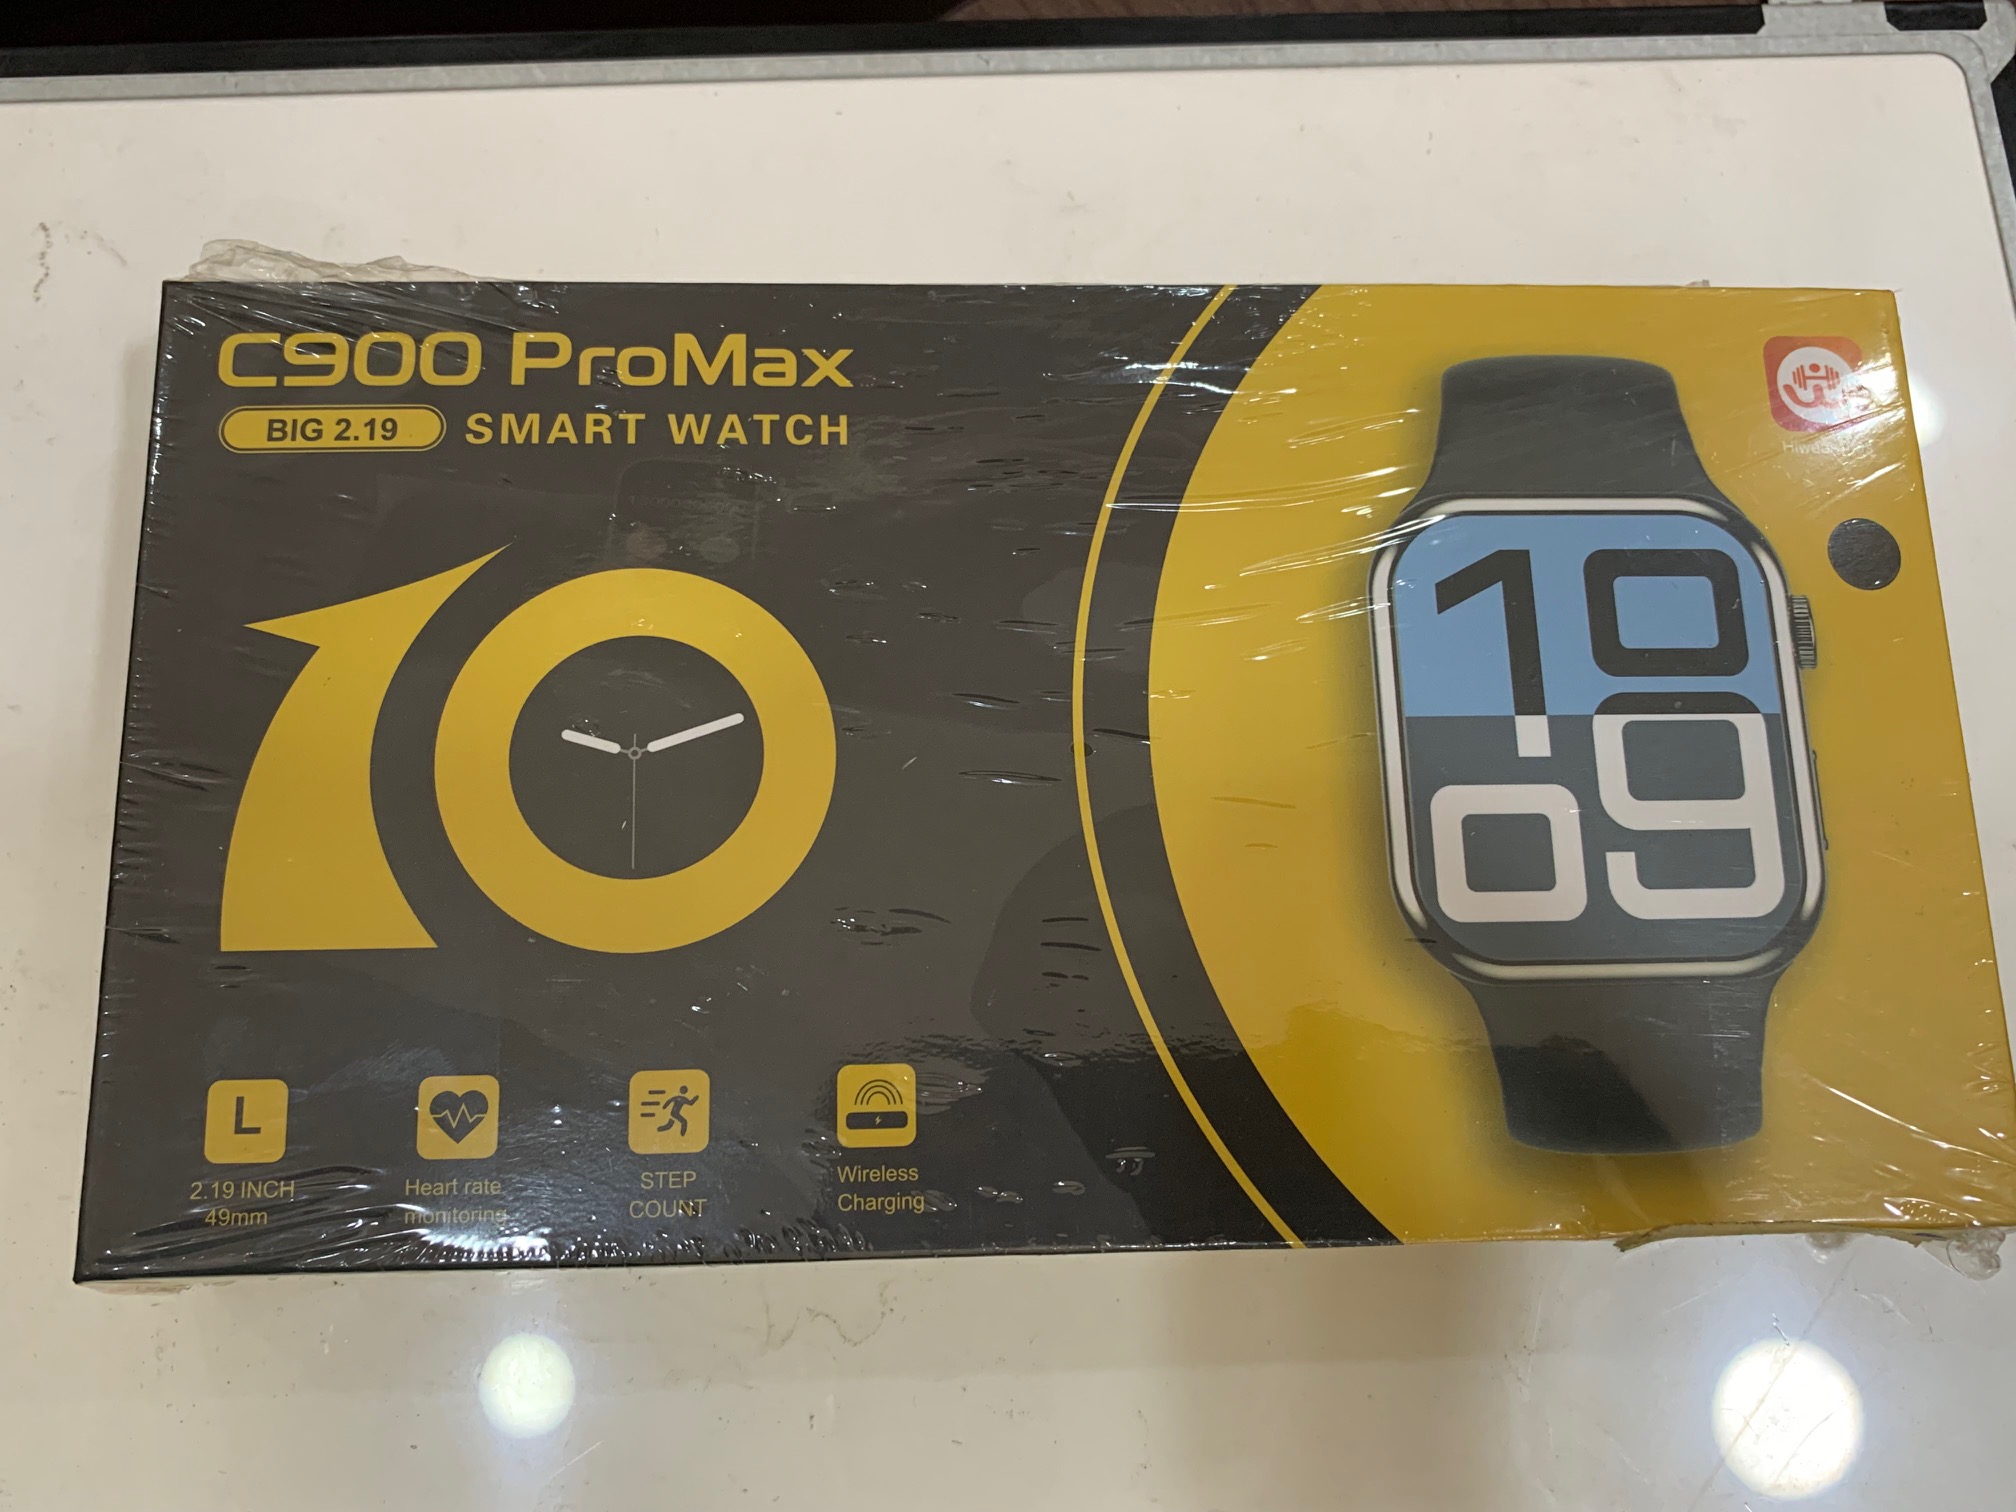 C900 ProMax
BIG 2.19 SMART WATCH
10
10
09
L
2.19 INCH
49mm
Heart rate
monitoring
STEP
COUNT
Wireless
Charging